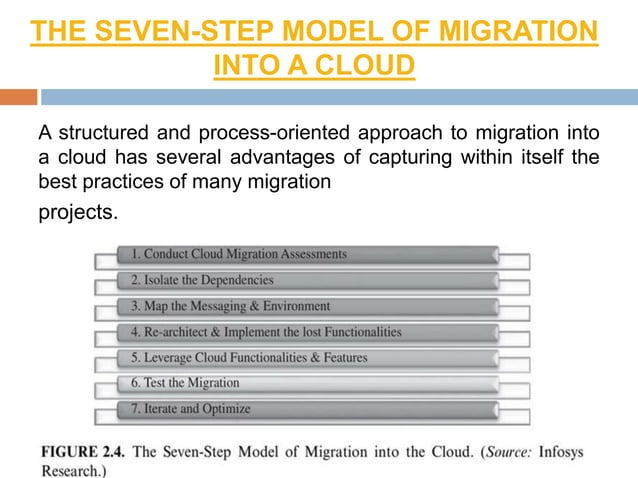 THE SEVEN-STEP MODEL OF MIGRATION
INTO A CLOUD
A structured and process-oriented approach to migration into
a cloud has several advantages of capturing within itself the
best practices of many migration
projects.
1. Conduct Cloud Migration Assessments
2. Isolate the Dependencies
3. Map the Messaging & Environment
4. Re-architect & Implement the lost Functionalities
5. Leverage Cloud Functionalities & Features
6. Test the Migration
7. Iterate and Optimize
FIGURE 2.4. The Seven-Step Model of Migration into the Cloud. (Source: Infosys
Research.)